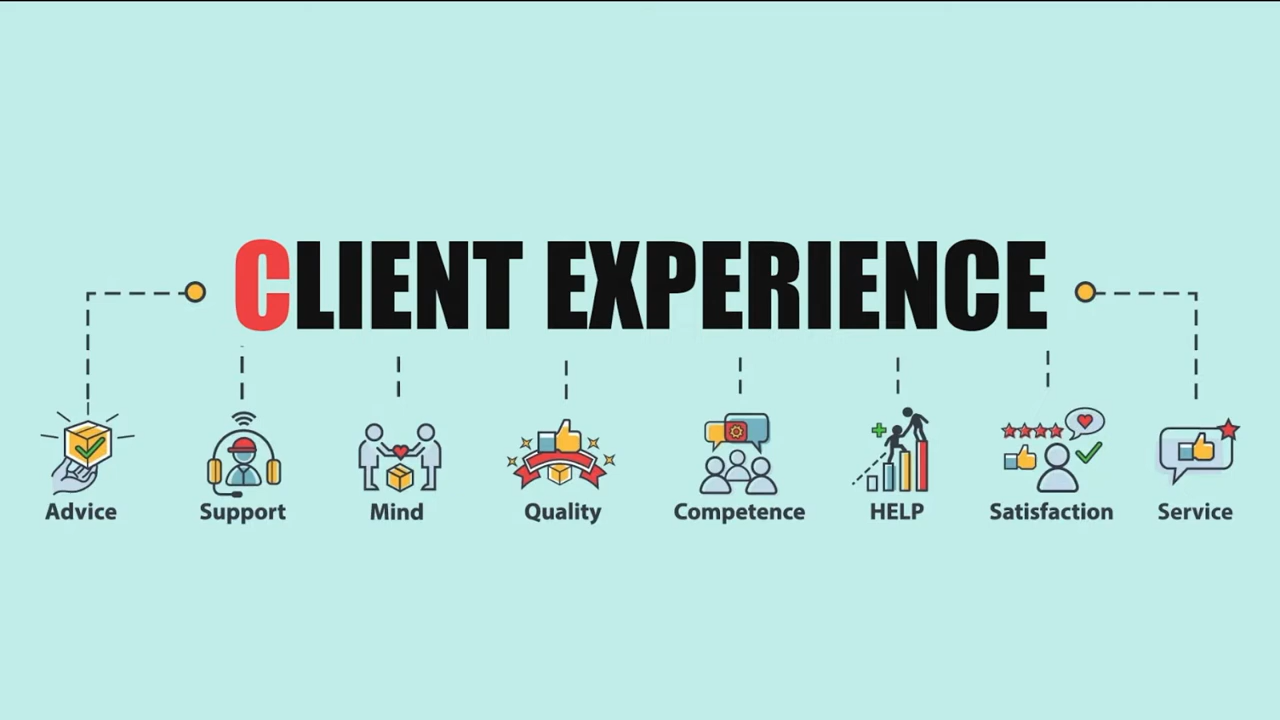 CLIENT EXPERIENCE
Advice Support Mind Quality Competence HELP Satisfaction Service